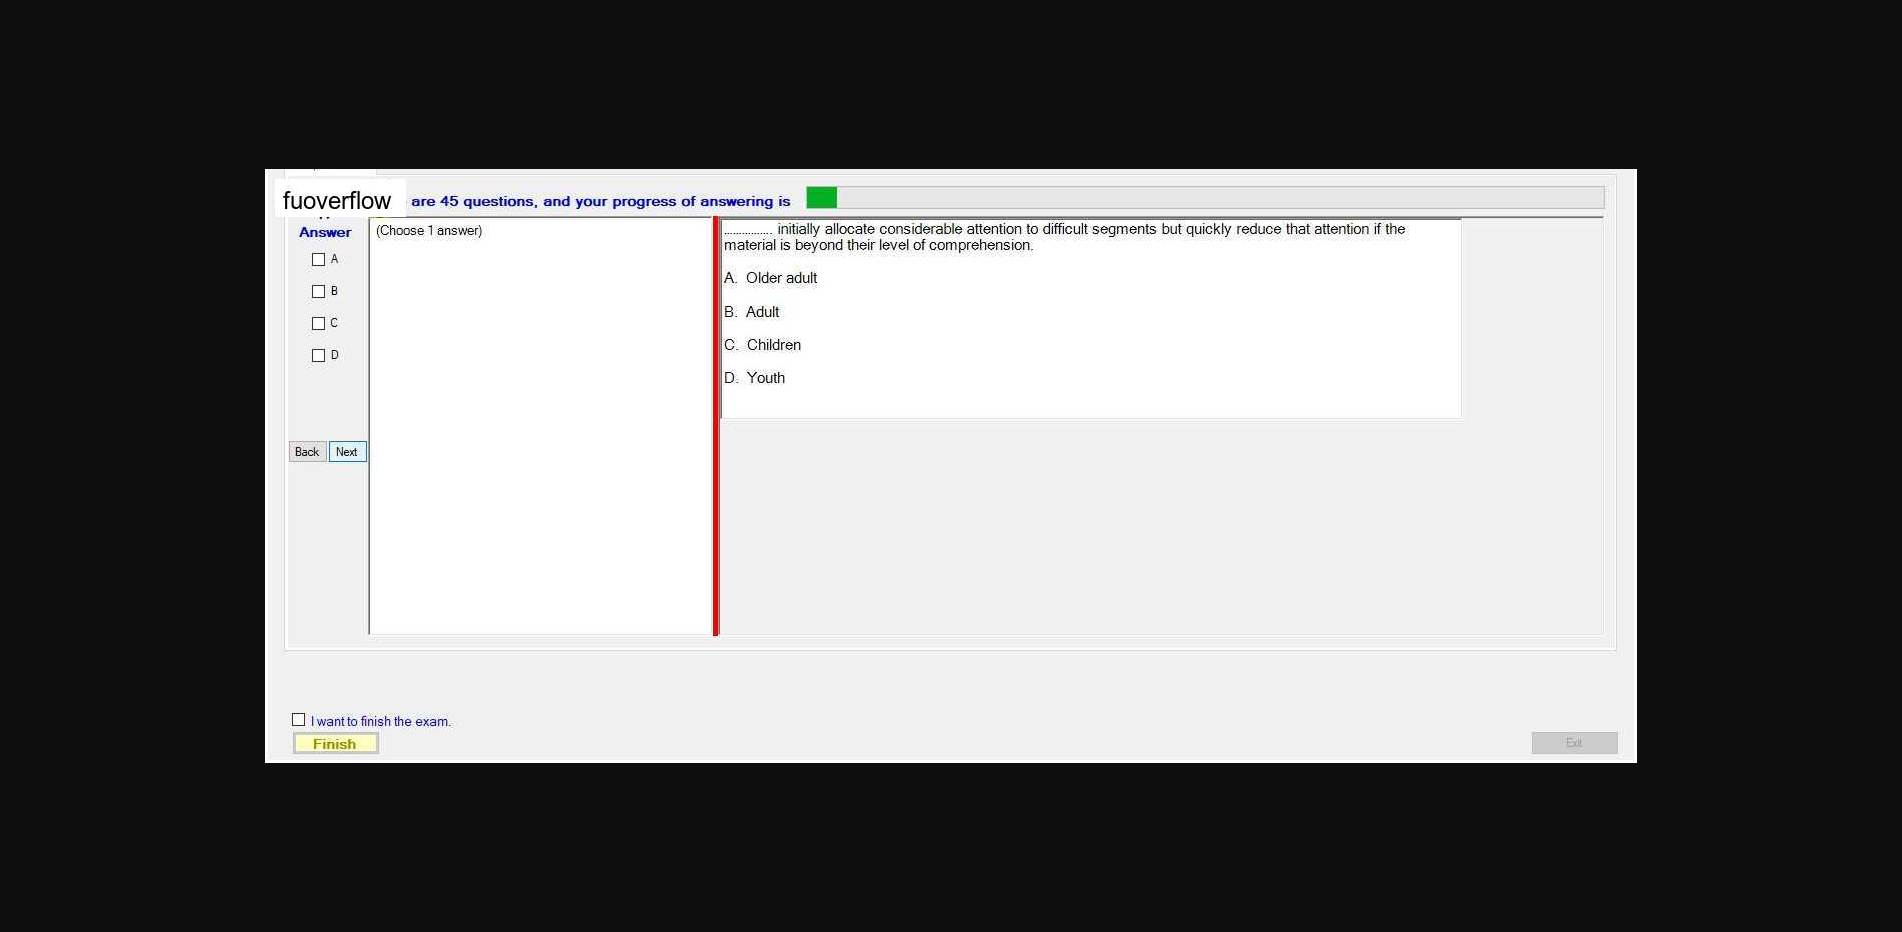 fuoverflow
are 45 questions, and your progress of answering is
Answer
(Choose 1 answer)
A
B
C
D
Back Next
................ initially allocate considerable attention to difficult segments but quickly reduce that attention if the
material is beyond their level of comprehension.
A. Older adult
B. Adult
C. Children
D. Youth
I want to finish the exam.
Finish
Exit